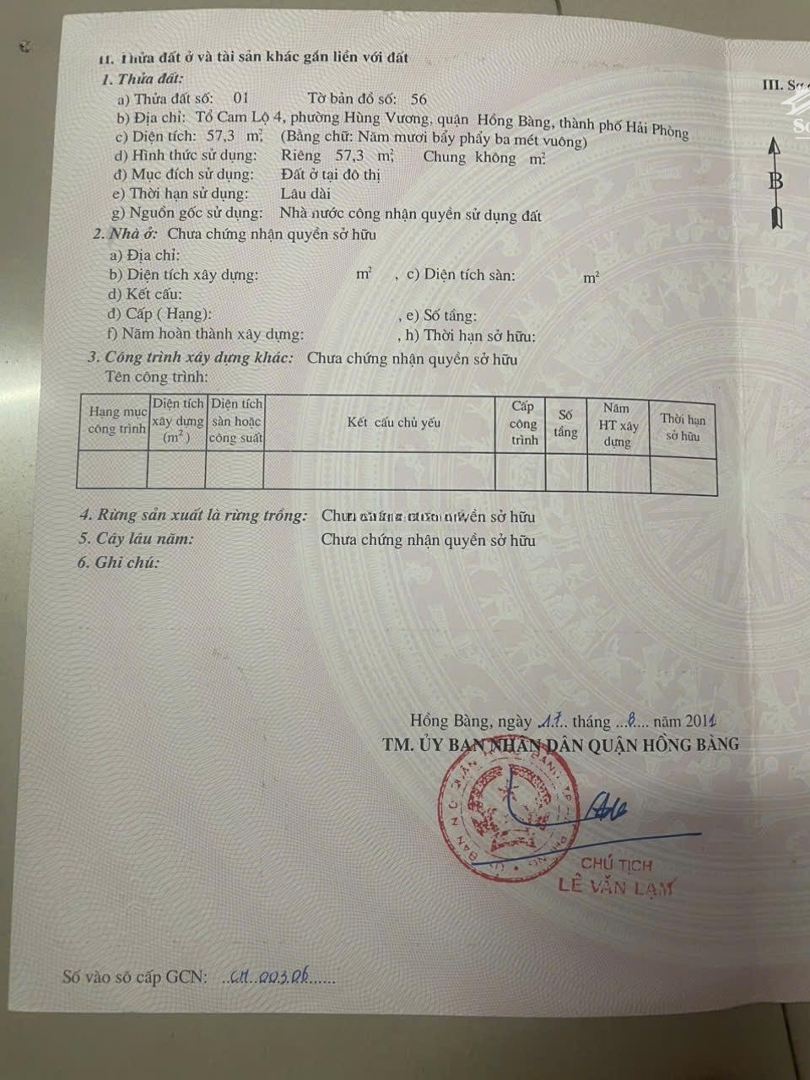 II. Thửa đất ở và tài sản khác gắn liền với đất
1. Thửa đất:
a) Thửa đất số: 01 Tờ bản đồ số: 56
b) Địa chỉ: Tổ Cam Lộ 4, phường Hùng Vương, quận Hồng Bàng, thành phố Hải Phòng
c) Diện tích: 57,3 m², (Bằng chữ: Năm mươi bẩy phẩy ba mét vuông)
d) Hình thức sử dụng: Riêng 57,3 m²; Chung không m²
đ) Mục đích sử dụng: Đất ở tại đô thị
e) Thời hạn sử dụng: Lâu dài
g) Nguồn gốc sử dụng: Nhà nước công nhận quyền sử dụng đất
2. Nhà ở: Chưa chứng nhận quyền sở hữu
a) Địa chỉ:
b) Diện tích xây dựng: m² , c) Diện tích sàn: m²
d) Kết cấu:
đ) Cấp ( Hạng): , e) Số tầng:
f) Năm hoàn thành xây dựng: , h) Thời hạn sở hữu:
3. Công trình xây dựng khác: Chưa chứng nhận quyền sở hữu
Tên công trình:
Hạng mục công trình
Diện tích xây dựng (m²)
Diện tích sàn hoặc công suất
Kết cấu chủ yếu
Cấp công trình
Số tầng
Năm HT xây dựng
Thời hạn sở hữu
4. Rừng sản xuất là rừng trồng: Chưa chứng nhận quyền sở hữu
5. Cây lâu năm: Chưa chứng nhận quyền sở hữu
6. Ghi chú:
Hồng Bàng, ngày .17.. tháng ...8.... năm 2011
TM. ỦY BAN NHÂN DÂN QUẬN HỒNG BÀNG
CHỦ TỊCH
LÊ VĂN LẠM
Số vào sổ cấp GCN: ..CH..00306......
III.
B